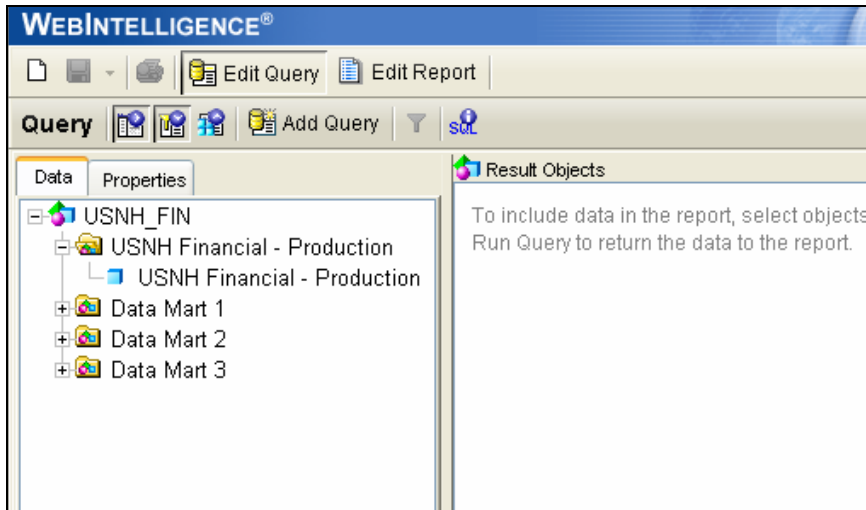 WEBINTELLIGENCE®
Edit Query Edit Report
Query Add Query SQL
Data Properties
USNH_FIN
USNH Financial - Production
USNH Financial - Production
Data Mart 1
Data Mart 2
Data Mart 3
Result Objects
To include data in the report, select objects
Run Query to return the data to the report.